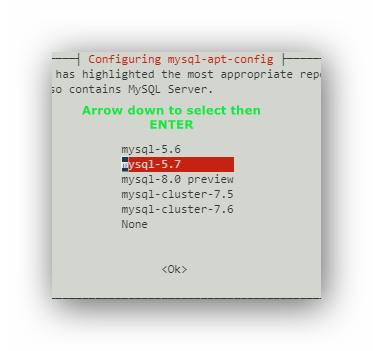 Configuring mysql-apt-config
has highlighted the most appropriate repo
so contains MySQL Server.
Arrow down to select then
ENTER
mysql-5.6
mysql-5.7
mysql-8.0 preview
mysql-cluster-7.5
mysql-cluster-7.6
None
<Ok>